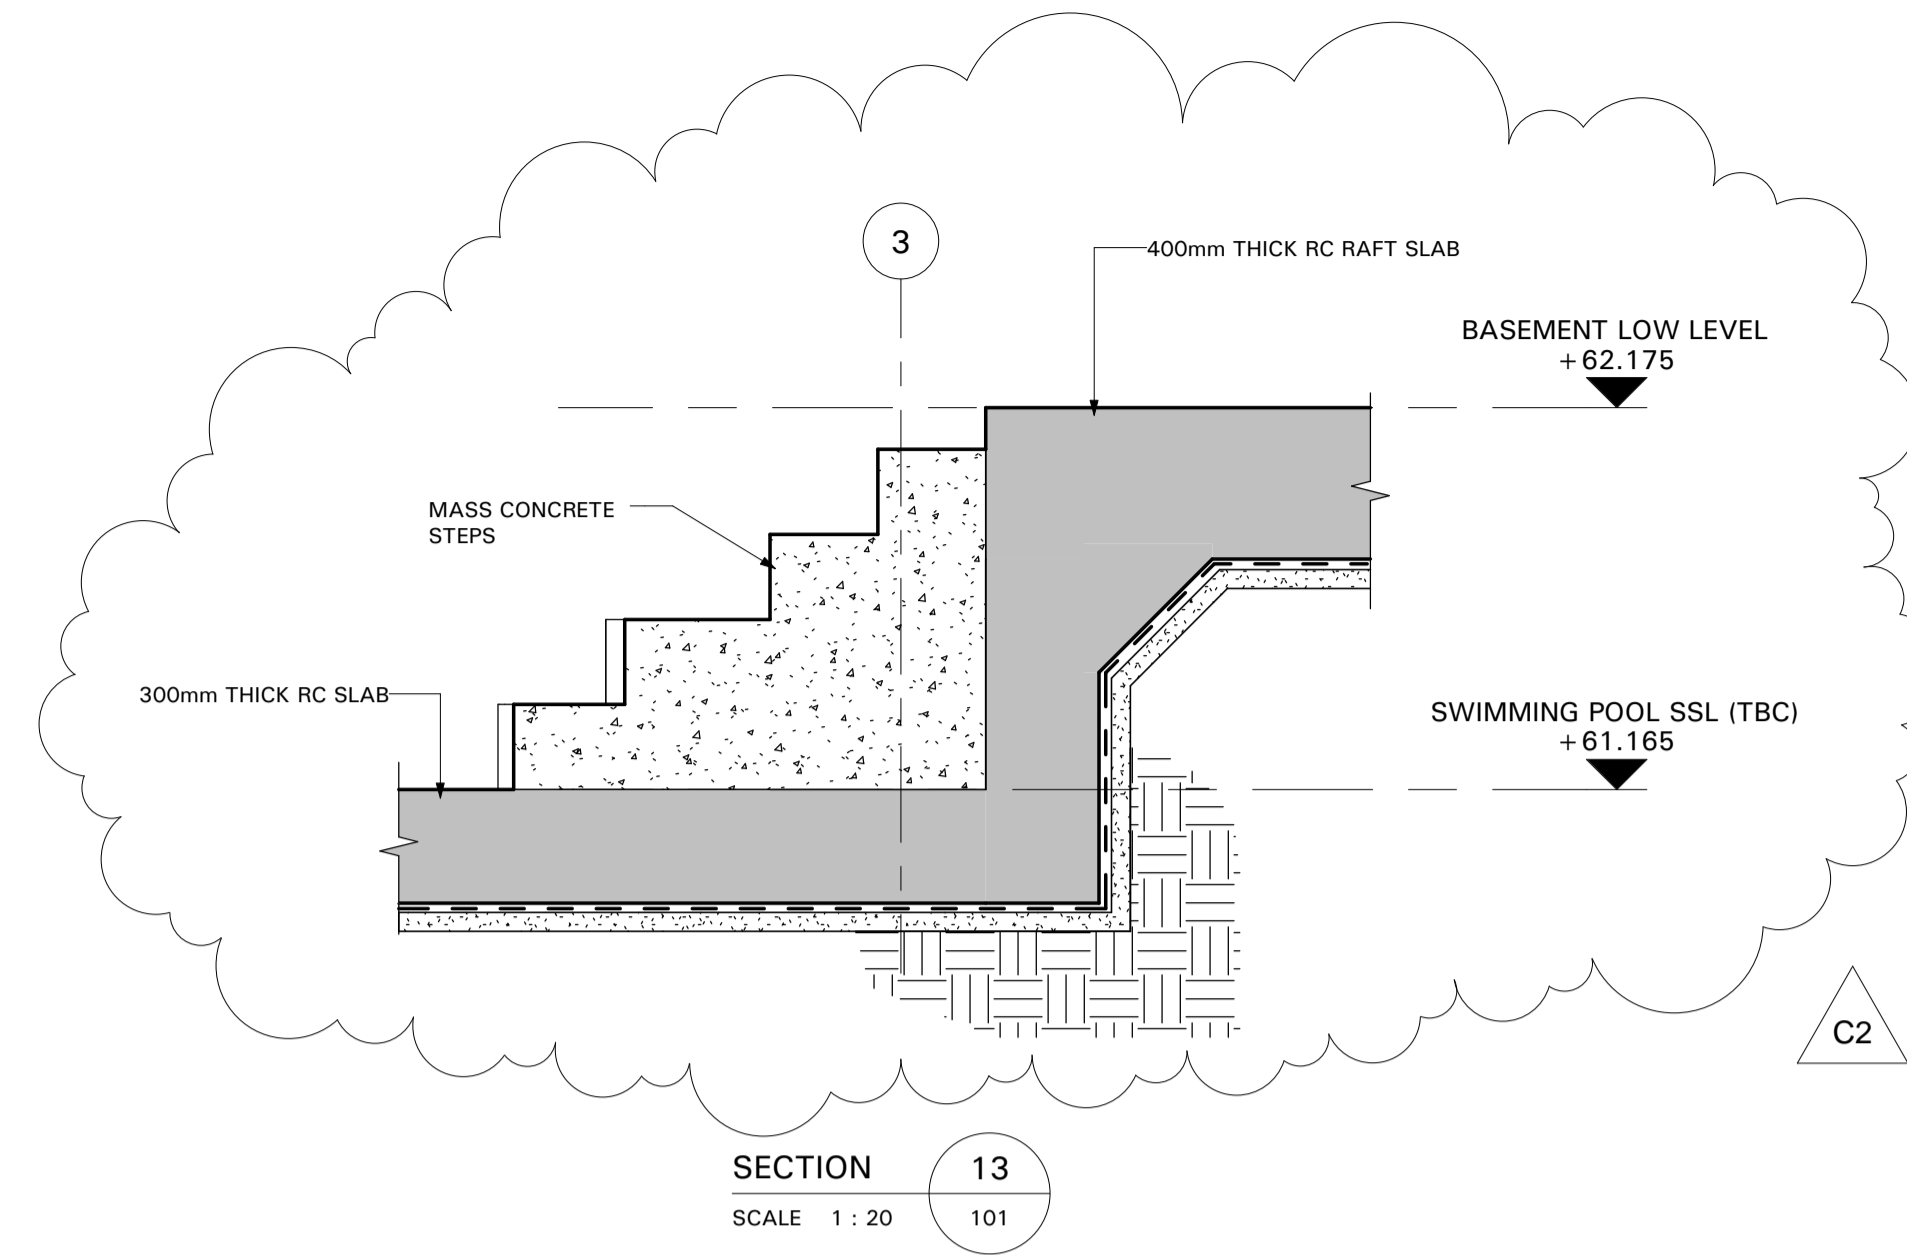 3
400mm THICK RC RAFT SLAB
BASEMENT LOW LEVEL
+62.175
MASS CONCRETE
STEPS
300mm THICK RC SLAB
SWIMMING POOL SSL (TBC)
+61.165
C2
SECTION 13
SCALE 1 : 20 101